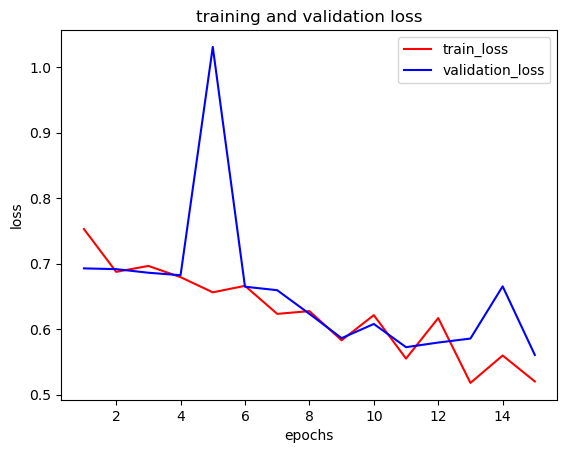 training and validation loss
train_loss
validation_loss
1.0
0.9
0.8
0.7
0.6
0.5
loss
2 4 6 8 10 12 14
epochs